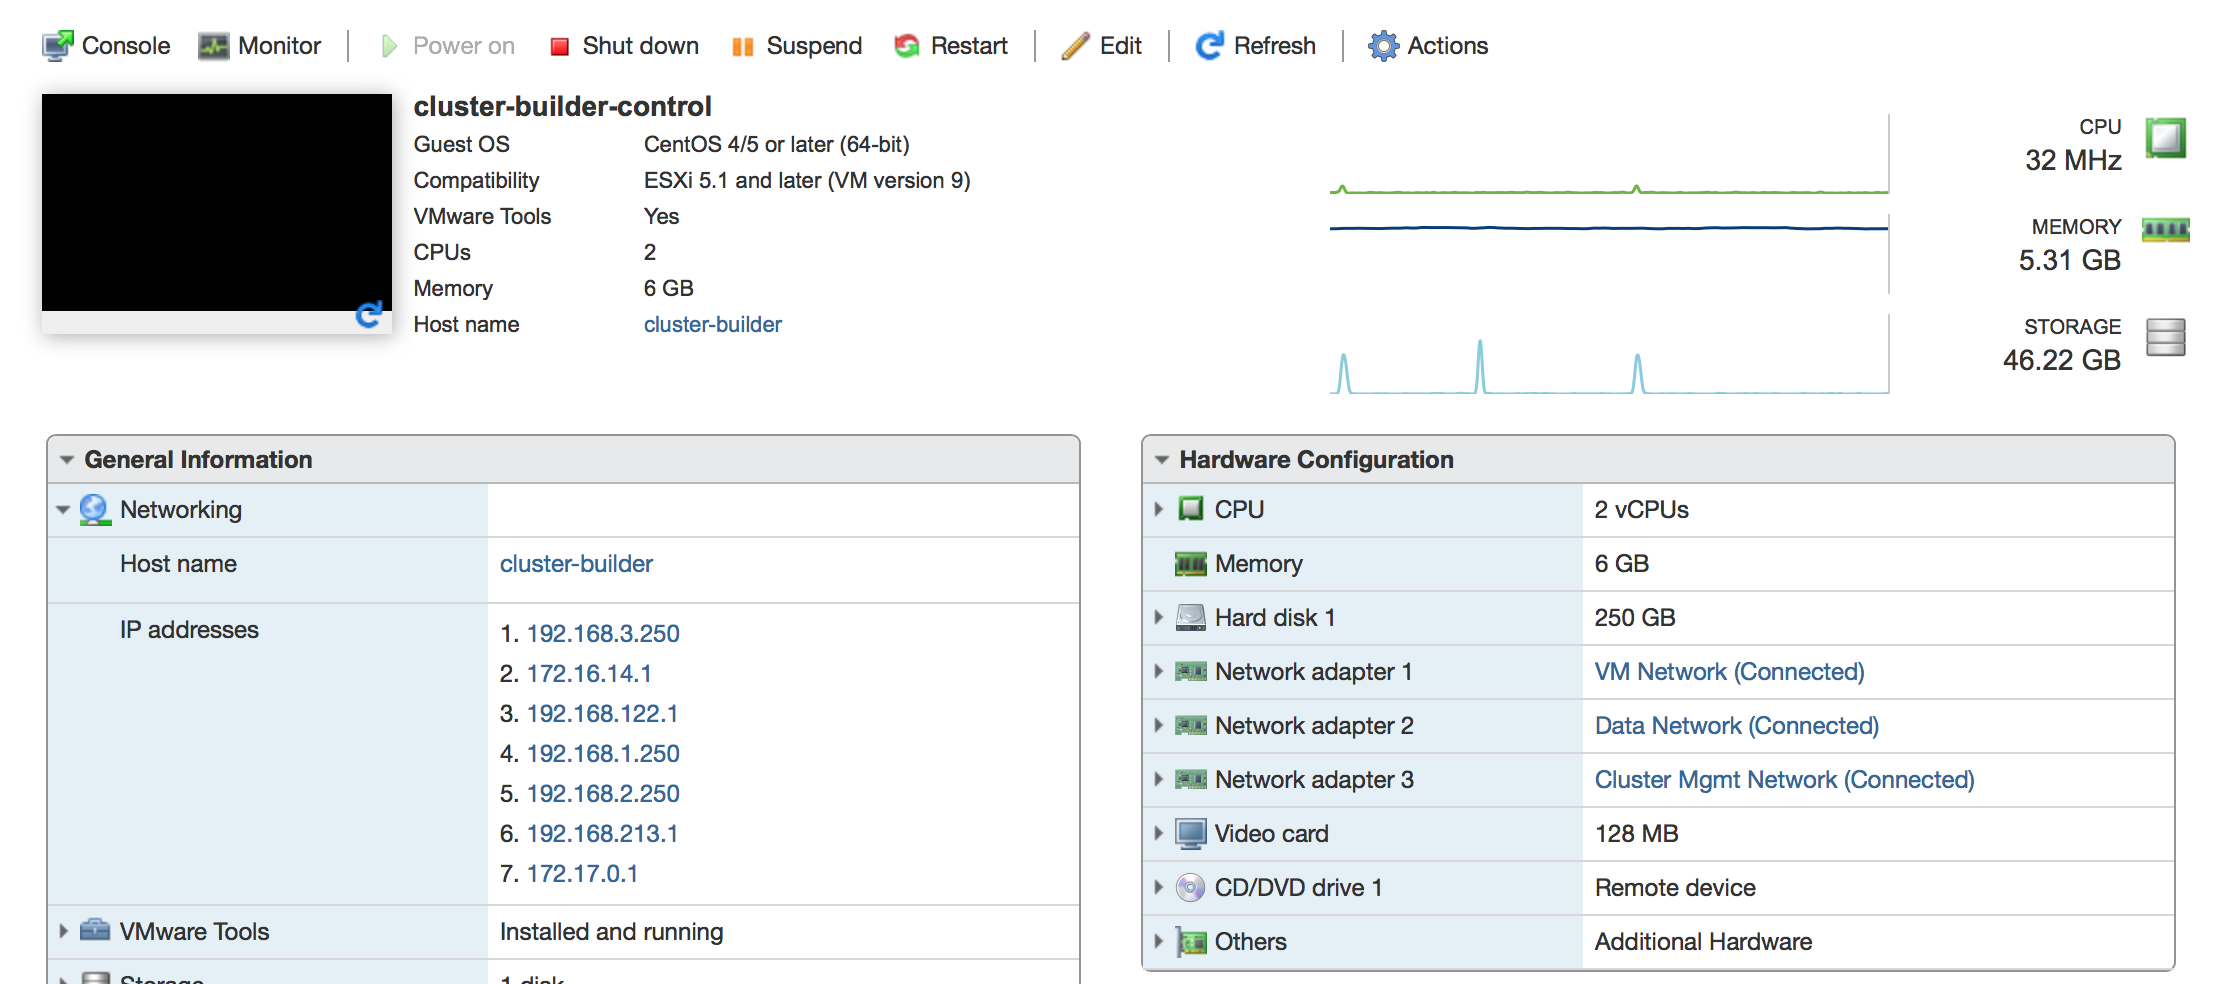 Console Monitor Power on Shut down Suspend Restart Edit Refresh Actions
cluster-builder-control
Guest OS CentOS 4/5 or later (64-bit)
Compatibility ESXi 5.1 and later (VM version 9)
VMware Tools Yes
CPUs 2
Memory 6 GB
Host name cluster-builder
CPU
32 MHz
MEMORY
5.31 GB
STORAGE
46.22 GB
General Information
Networking
Host name cluster-builder
IP addresses
1. 192.168.3.250
2. 172.16.14.1
3. 192.168.122.1
4. 192.168.1.250
5. 192.168.2.250
6. 192.168.213.1
7. 172.17.0.1
VMware Tools Installed and running
Storage 1 disk
Hardware Configuration
CPU 2 vCPUs
Memory 6 GB
Hard disk 1 250 GB
Network adapter 1 VM Network (Connected)
Network adapter 2 Data Network (Connected)
Network adapter 3 Cluster Mgmt Network (Connected)
Video card 128 MB
CD/DVD drive 1 Remote device
Others Additional Hardware